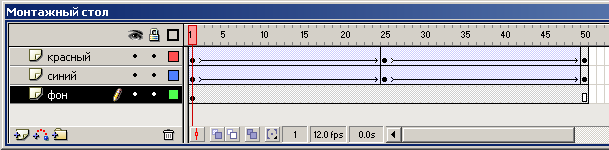 Монтажный стол
1 5 10 15 20 25 30 35 40 45 50
красный
синий
фон
1 12.0 fps 0.0s